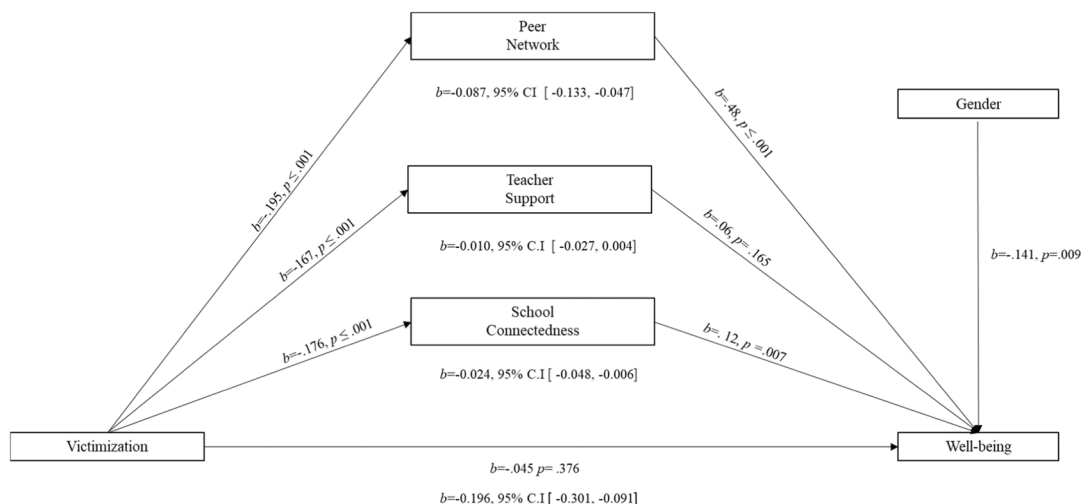 Peer
Network
b=-0.087, 95% CI [ -0.133, -0.047]
Gender
b=-.195, p≤.001
b=.48, p≤.001
Teacher
Support
b=-167, p≤.001
b=-0.010, 95% C.I [ -0.027, 0.004]
b=.06, p=.165
b=-.141, p=.009
School
Connectedness
b=-.176, p≤.001
b=. 12, p =.007
b=-0.024, 95% C.I [ -0.048, -0.006]
Victimization
Well-being
b=-.045 p= .376
b=-0.196, 95% C.I [ -0.301, -0.091]